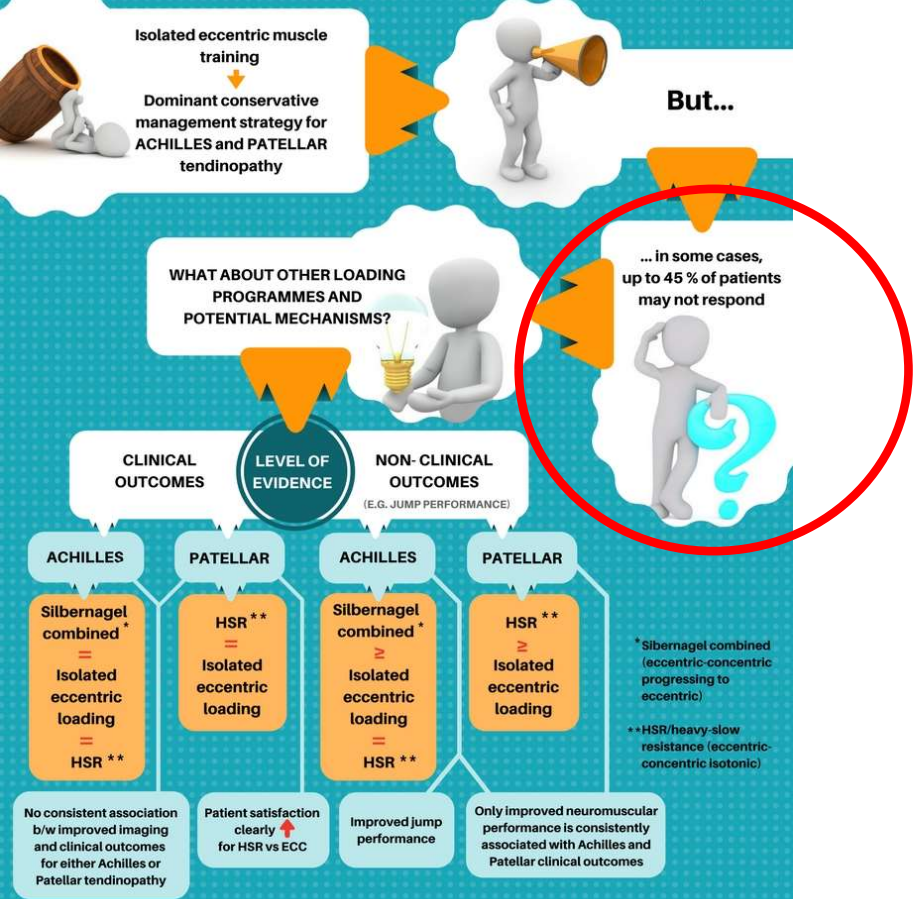 Isolated eccentric muscle
training
Dominant conservative
management strategy for
ACHILLES and PATELLAR
tendinopathy
But...
... in some cases,
up to 45 % of patients
may not respond
WHAT ABOUT OTHER LOADING
PROGRAMMES AND
POTENTIAL MECHANISMS?
CLINICAL
OUTCOMES
LEVEL OF
EVIDENCE
NON- CLINICAL
OUTCOMES
(E.G. JUMP PERFORMANCE)
ACHILLES
Silbernagel
combined *
=
Isolated
eccentric
loading
=
HSR **
PATELLAR
HSR **
=
Isolated
eccentric
loading
ACHILLES
Silbernagel
combined *
≥
Isolated
eccentric
loading
=
HSR **
PATELLAR
HSR **
≥
Isolated
eccentric
loading
*Sibernagel combined
(eccentric-concentric
progressing to
eccentric)
**HSR/heavy-slow
resistance (eccentric-
concentric isotonic)
No consistent association
b/w improved imaging
and clinical outcomes
for either Achilles or
Patellar tendinopathy
Patient satisfaction
clearly
for HSR vs ECC
Improved jump
performance
Only improved neuromuscular
performance is consistently
associated with Achilles and
Patellar clinical outcomes